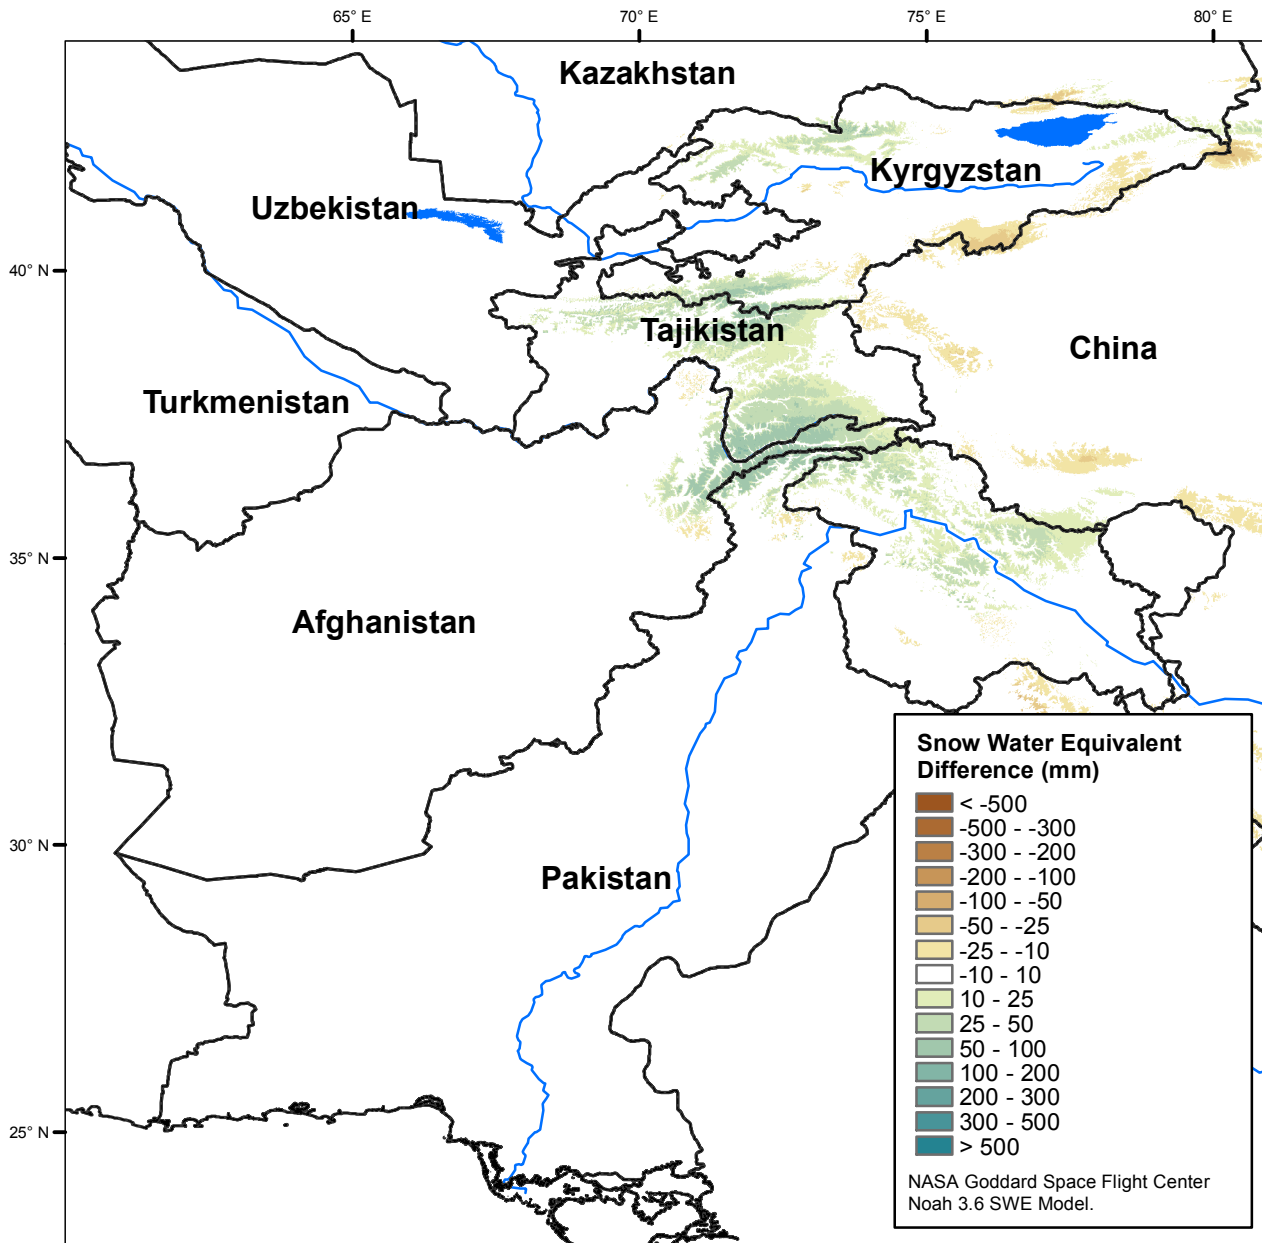 65° E
70° E
75° E
80° E
Kazakhstan
Kyrgyzstan
Uzbekistan
40° N
Tajikistan
China
Turkmenistan
35° N
Afghanistan
30° N
Pakistan
25° N
Snow Water Equivalent
Difference (mm)
< -500
-500 - -300
-300 - -200
-200 - -100
-100 - -50
-50 - -25
-25 - -10
-10 - 10
10 - 25
25 - 50
50 - 100
100 - 200
200 - 300
300 - 500
> 500
NASA Goddard Space Flight Center
Noah 3.6 SWE Model.